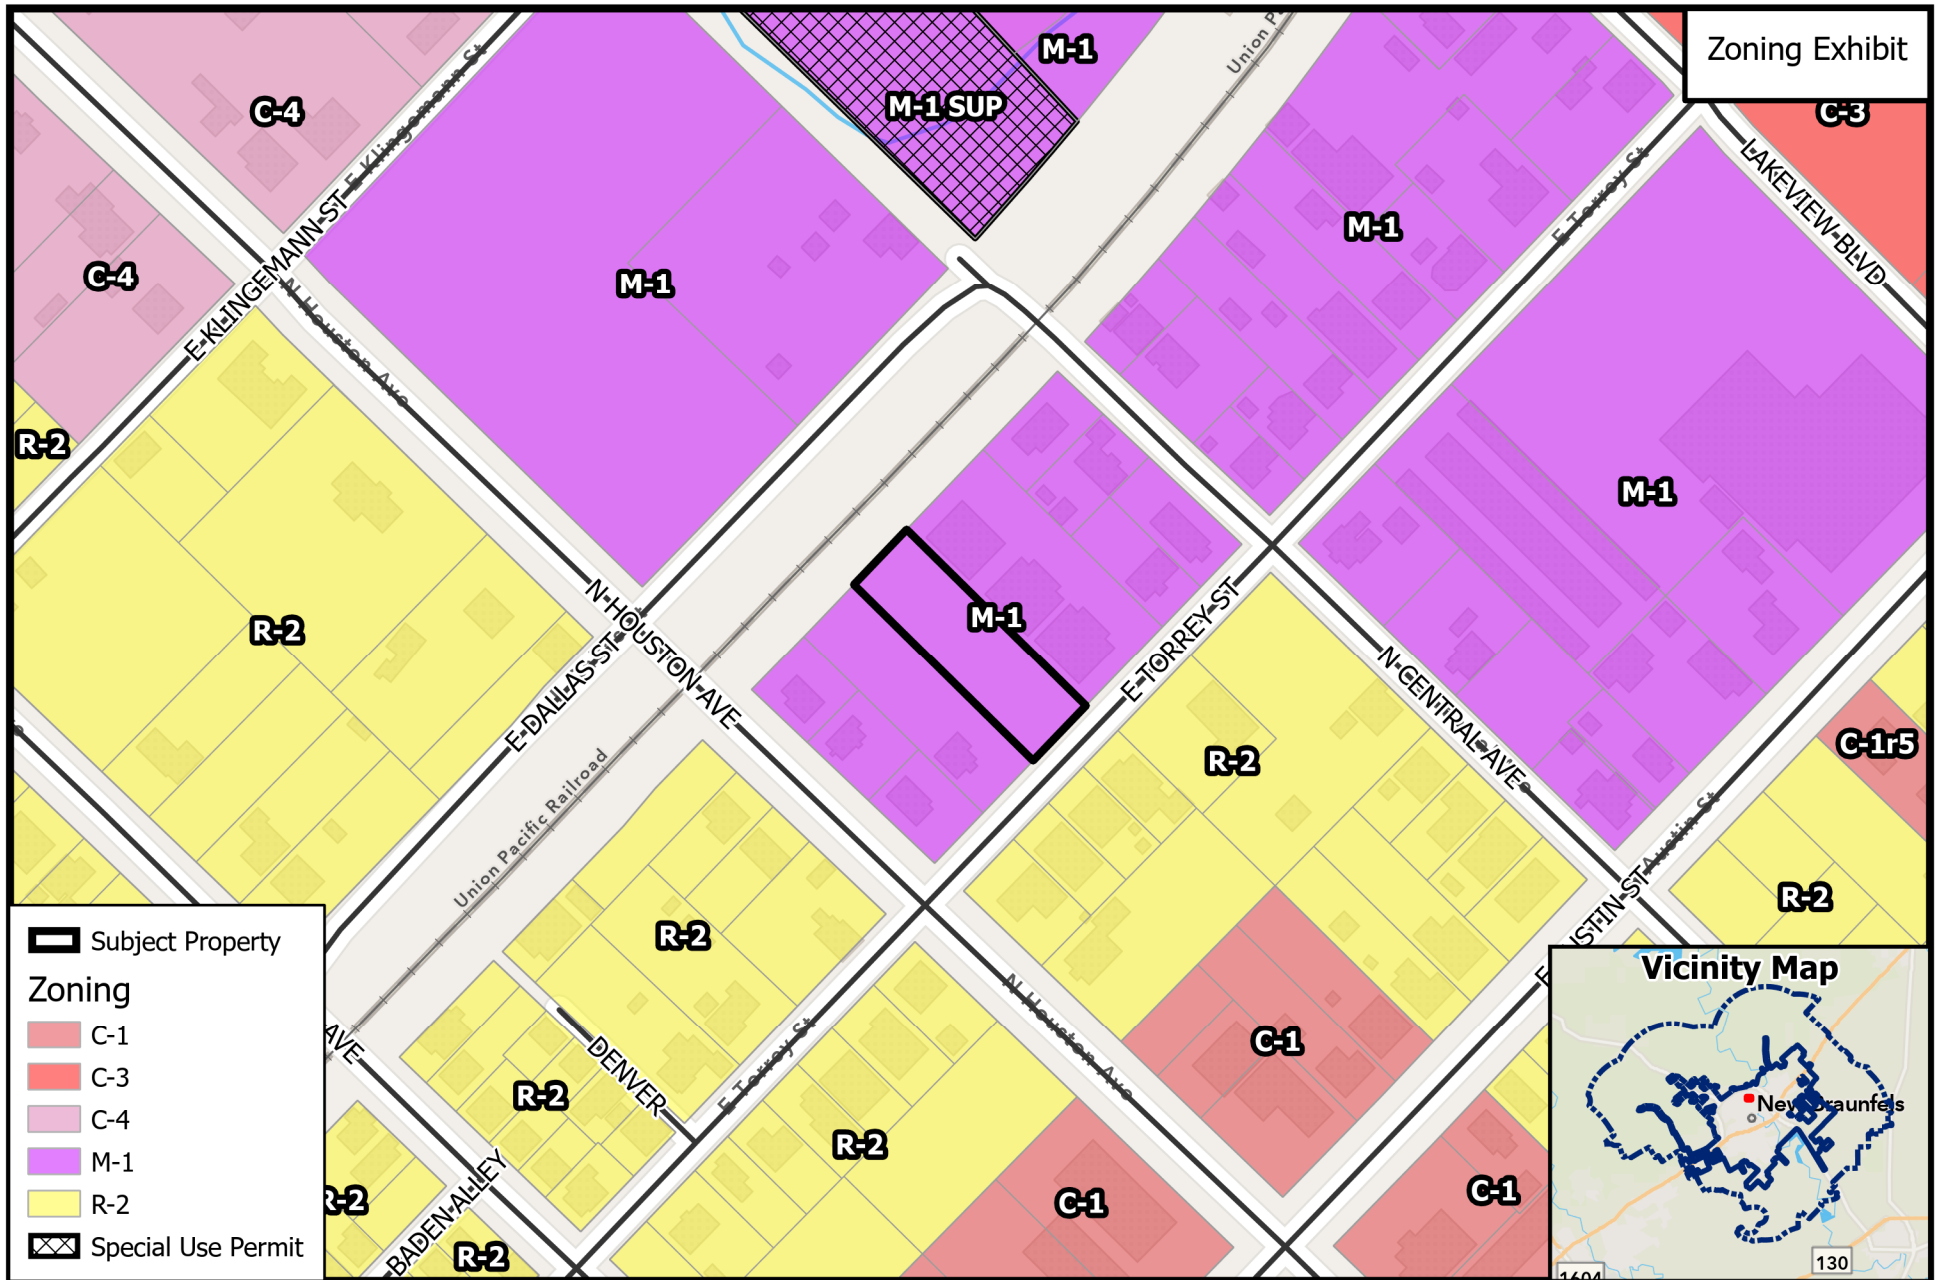 Zoning Exhibit
Union Pa
M-1
M-1 SUP
C-4
E Klingemann St
C-3
LAKEVIEW BLVD
E Torrey St
M-1
C-4
M-1
E KLINGEMANN ST
N Houston Ave
R-2
M-1
N HOUSTON AVE
R-2
M-1
E TORREY ST
E DALLAS ST
N CENTRAL AVE
C-1r5
R-2
Union Pacific Railroad
Austin St
R-2
R-2
USTIN ST
E
AVE
N Houston Ave
C-1
E Torrey St
DENVER
R-2
R-2
C-1
C-1
R-2
BADEN ALLEY
R-2
Subject Property
Zoning
C-1
C-3
C-4
M-1
R-2
Special Use Permit
Vicinity Map
New Braunfels
130
1604